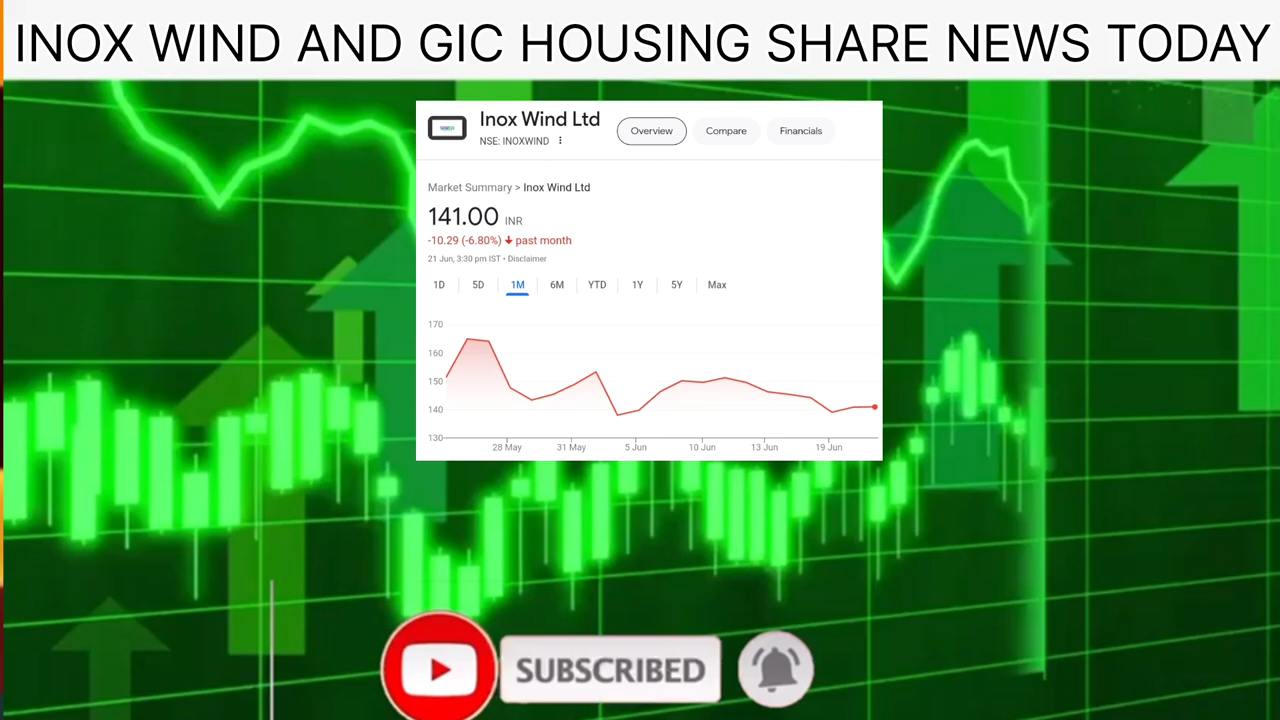 INOX WIND AND GIC HOUSING SHARE NEWS TODAY
Inox Wind Ltd
NSE: INOXWIND
Overview Compare Financials
Market Summary > Inox Wind Ltd
141.00 INR
-10.29 (-6.80%) past month
21 Jun, 3:30 pm IST • Disclaimer
1D 5D 1M 6M YTD 1Y 5Y Max
170
160
150
140
130
28 May 31 May 5 Jun 10 Jun 13 Jun 19 Jun
SUBSCRIBED